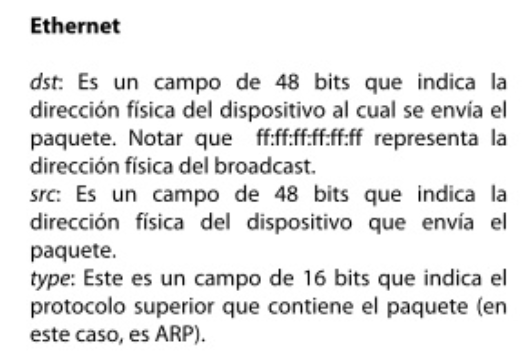 Ethernet
dst: Es un campo de 48 bits que indica la
dirección física del dispositivo al cual se envía el
paquete. Notar que ff:ff:ff:ff:ff:ff representa la
dirección física del broadcast.
src: Es un campo de 48 bits que indica la
dirección física del dispositivo que envía el
paquete.
type: Este es un campo de 16 bits que indica el
protocolo superior que contiene el paquete (en
este caso, es ARP).